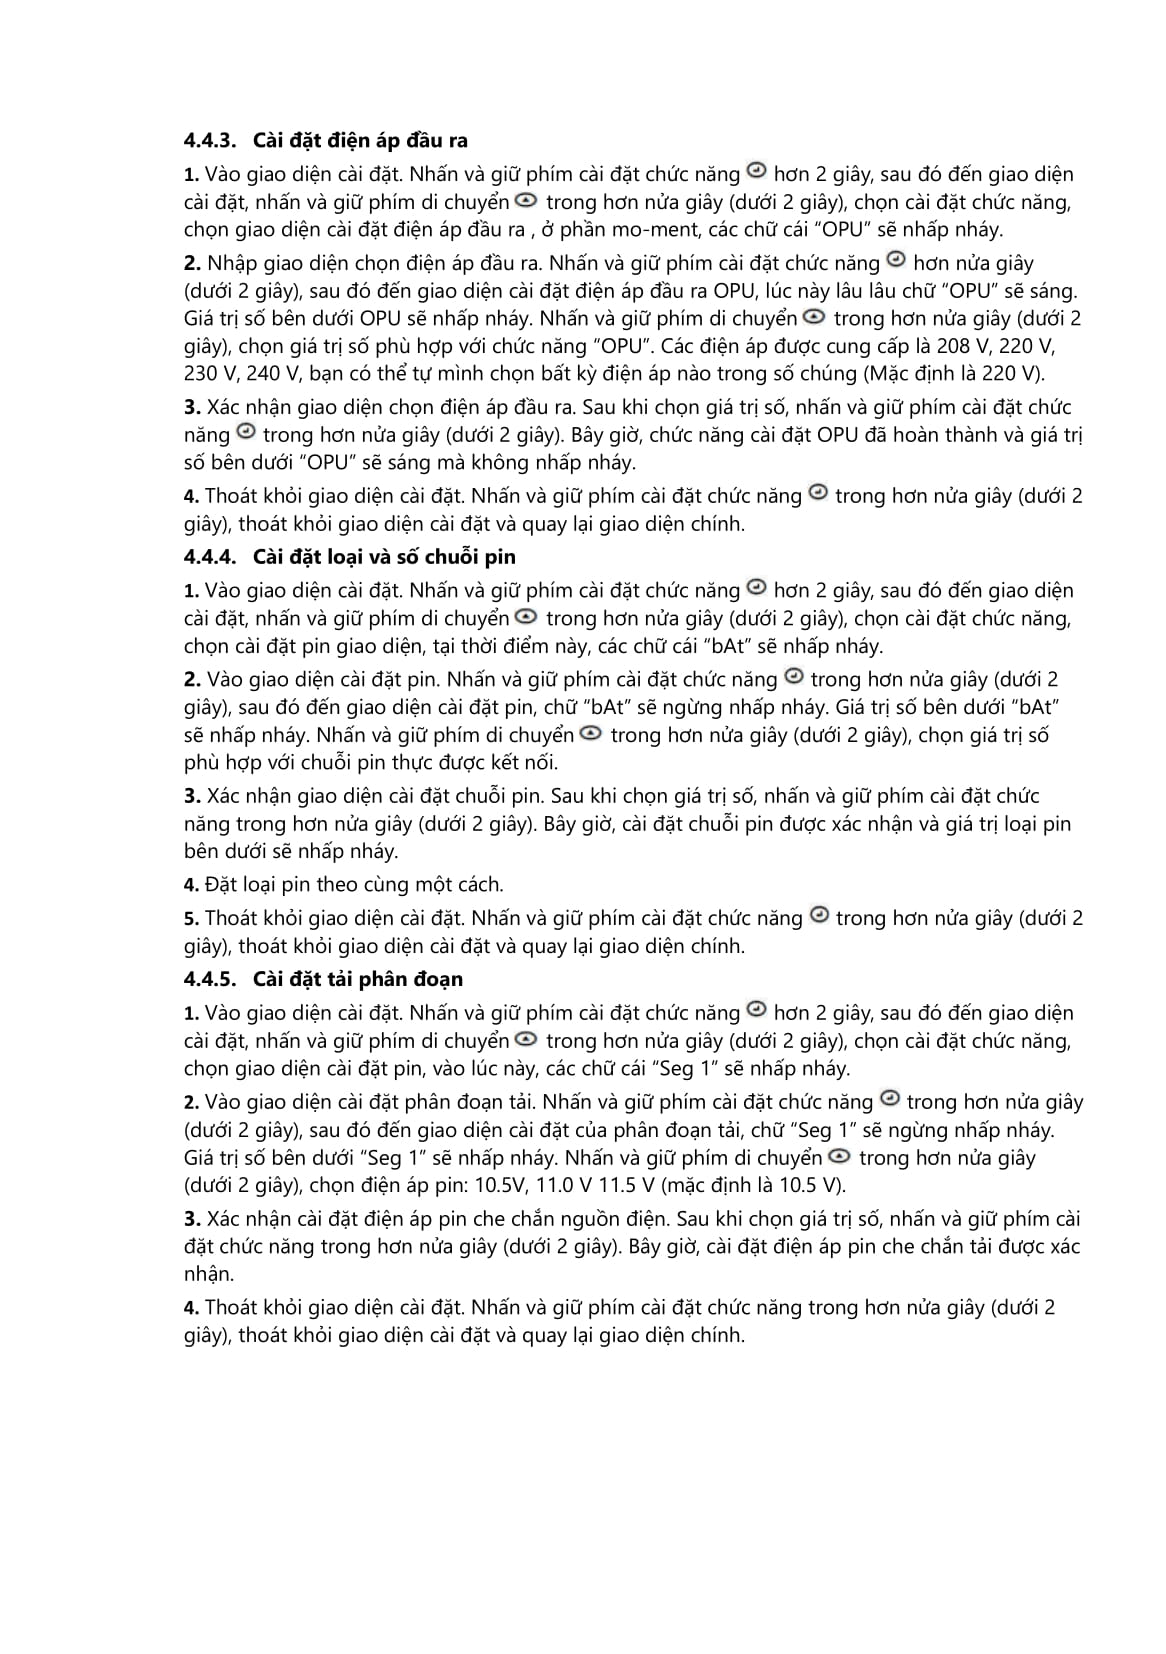 4.4.3. Cài đặt điện áp đầu ra
1. Vào giao diện cài đặt. Nhấn và giữ phím cài đặt chức năng hơn 2 giây, sau đó đến giao diện
cài đặt, nhấn và giữ phím di chuyển trong hơn nửa giây (dưới 2 giây), chọn cài đặt chức năng,
chọn giao diện cài đặt điện áp đầu ra , ở phần mo-ment, các chữ cái “OPU” sẽ nhấp nháy.
2. Nhập giao diện chọn điện áp đầu ra. Nhấn và giữ phím cài đặt chức năng hơn nửa giây
(dưới 2 giây), sau đó đến giao diện cài đặt điện áp đầu ra OPU, lúc này lâu lâu chữ “OPU” sẽ sáng.
Giá trị số bên dưới OPU sẽ nhấp nháy. Nhấn và giữ phím di chuyển trong hơn nửa giây (dưới 2
giây), chọn giá trị số phù hợp với chức năng “OPU”. Các điện áp được cung cấp là 208 V, 220 V,
230 V, 240 V, bạn có thể tự mình chọn bất kỳ điện áp nào trong số chúng (Mặc định là 220 V).
3. Xác nhận giao diện chọn điện áp đầu ra. Sau khi chọn giá trị số, nhấn và giữ phím cài đặt chức
năng trong hơn nửa giây (dưới 2 giây). Bây giờ, chức năng cài đặt OPU đã hoàn thành và giá trị
số bên dưới “OPU” sẽ sáng mà không nhấp nháy.
4. Thoát khỏi giao diện cài đặt. Nhấn và giữ phím cài đặt chức năng trong hơn nửa giây (dưới 2
giây), thoát khỏi giao diện cài đặt và quay lại giao diện chính.
4.4.4. Cài đặt loại và số chuỗi pin
1. Vào giao diện cài đặt. Nhấn và giữ phím cài đặt chức năng hơn 2 giây, sau đó đến giao diện
cài đặt, nhấn và giữ phím di chuyển trong hơn nửa giây (dưới 2 giây), chọn cài đặt chức năng,
chọn cài đặt pin giao diện, tại thời điểm này, các chữ cái “bAt” sẽ nhấp nháy.
2. Vào giao diện cài đặt pin. Nhấn và giữ phím cài đặt chức năng trong hơn nửa giây (dưới 2
giây), sau đó đến giao diện cài đặt pin, chữ “bAt” sẽ ngừng nhấp nháy. Giá trị số bên dưới “bAt”
sẽ nhấp nháy. Nhấn và giữ phím di chuyển trong hơn nửa giây (dưới 2 giây), chọn giá trị số
phù hợp với chuỗi pin thực được kết nối.
3. Xác nhận giao diện cài đặt chuỗi pin. Sau khi chọn giá trị số, nhấn và giữ phím cài đặt chức
năng trong hơn nửa giây (dưới 2 giây). Bây giờ, cài đặt chuỗi pin được xác nhận và giá trị loại pin
bên dưới sẽ nhấp nháy.
4. Đặt loại pin theo cùng một cách.
5. Thoát khỏi giao diện cài đặt. Nhấn và giữ phím cài đặt chức năng trong hơn nửa giây (dưới 2
giây), thoát khỏi giao diện cài đặt và quay lại giao diện chính.
4.4.5. Cài đặt tải phân đoạn
1. Vào giao diện cài đặt. Nhấn và giữ phím cài đặt chức năng hơn 2 giây, sau đó đến giao diện
cài đặt, nhấn và giữ phím di chuyển trong hơn nửa giây (dưới 2 giây), chọn cài đặt chức năng,
chọn giao diện cài đặt pin, vào lúc này, các chữ cái “Seg 1” sẽ nhấp nháy.
2. Vào giao diện cài đặt phân đoạn tải. Nhấn và giữ phím cài đặt chức năng trong hơn nửa giây
(dưới 2 giây), sau đó đến giao diện cài đặt của phân đoạn tải, chữ “Seg 1” sẽ ngừng nhấp nháy.
Giá trị số bên dưới “Seg 1” sẽ nhấp nháy. Nhấn và giữ phím di chuyển trong hơn nửa giây
(dưới 2 giây), chọn điện áp pin: 10.5V, 11.0 V 11.5 V (mặc định là 10.5 V).
3. Xác nhận cài đặt điện áp pin che chắn nguồn điện. Sau khi chọn giá trị số, nhấn và giữ phím cài
đặt chức năng trong hơn nửa giây (dưới 2 giây). Bây giờ, cài đặt điện áp pin che chắn tải được xác
nhận.
4. Thoát khỏi giao diện cài đặt. Nhấn và giữ phím cài đặt chức năng trong hơn nửa giây (dưới 2
giây), thoát khỏi giao diện cài đặt và quay lại giao diện chính.